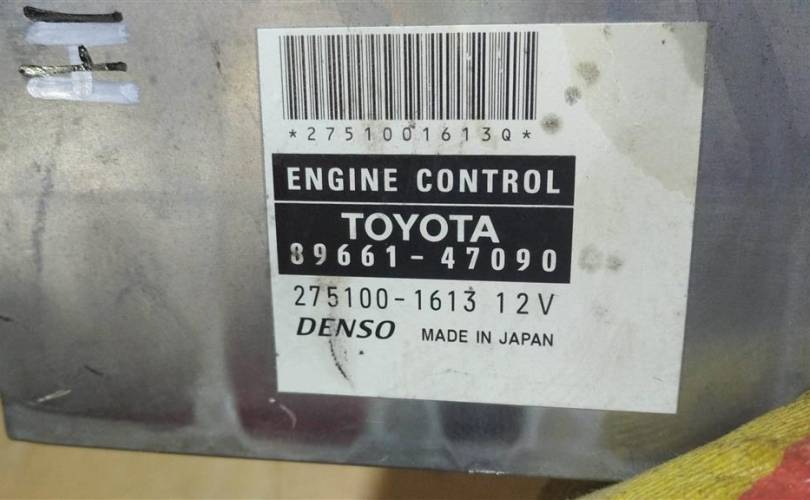 *2751001613Q*
ENGINE CONTROL
TOYOTA
89661-47090
275100-1613 12V
DENSO MADE IN JAPAN